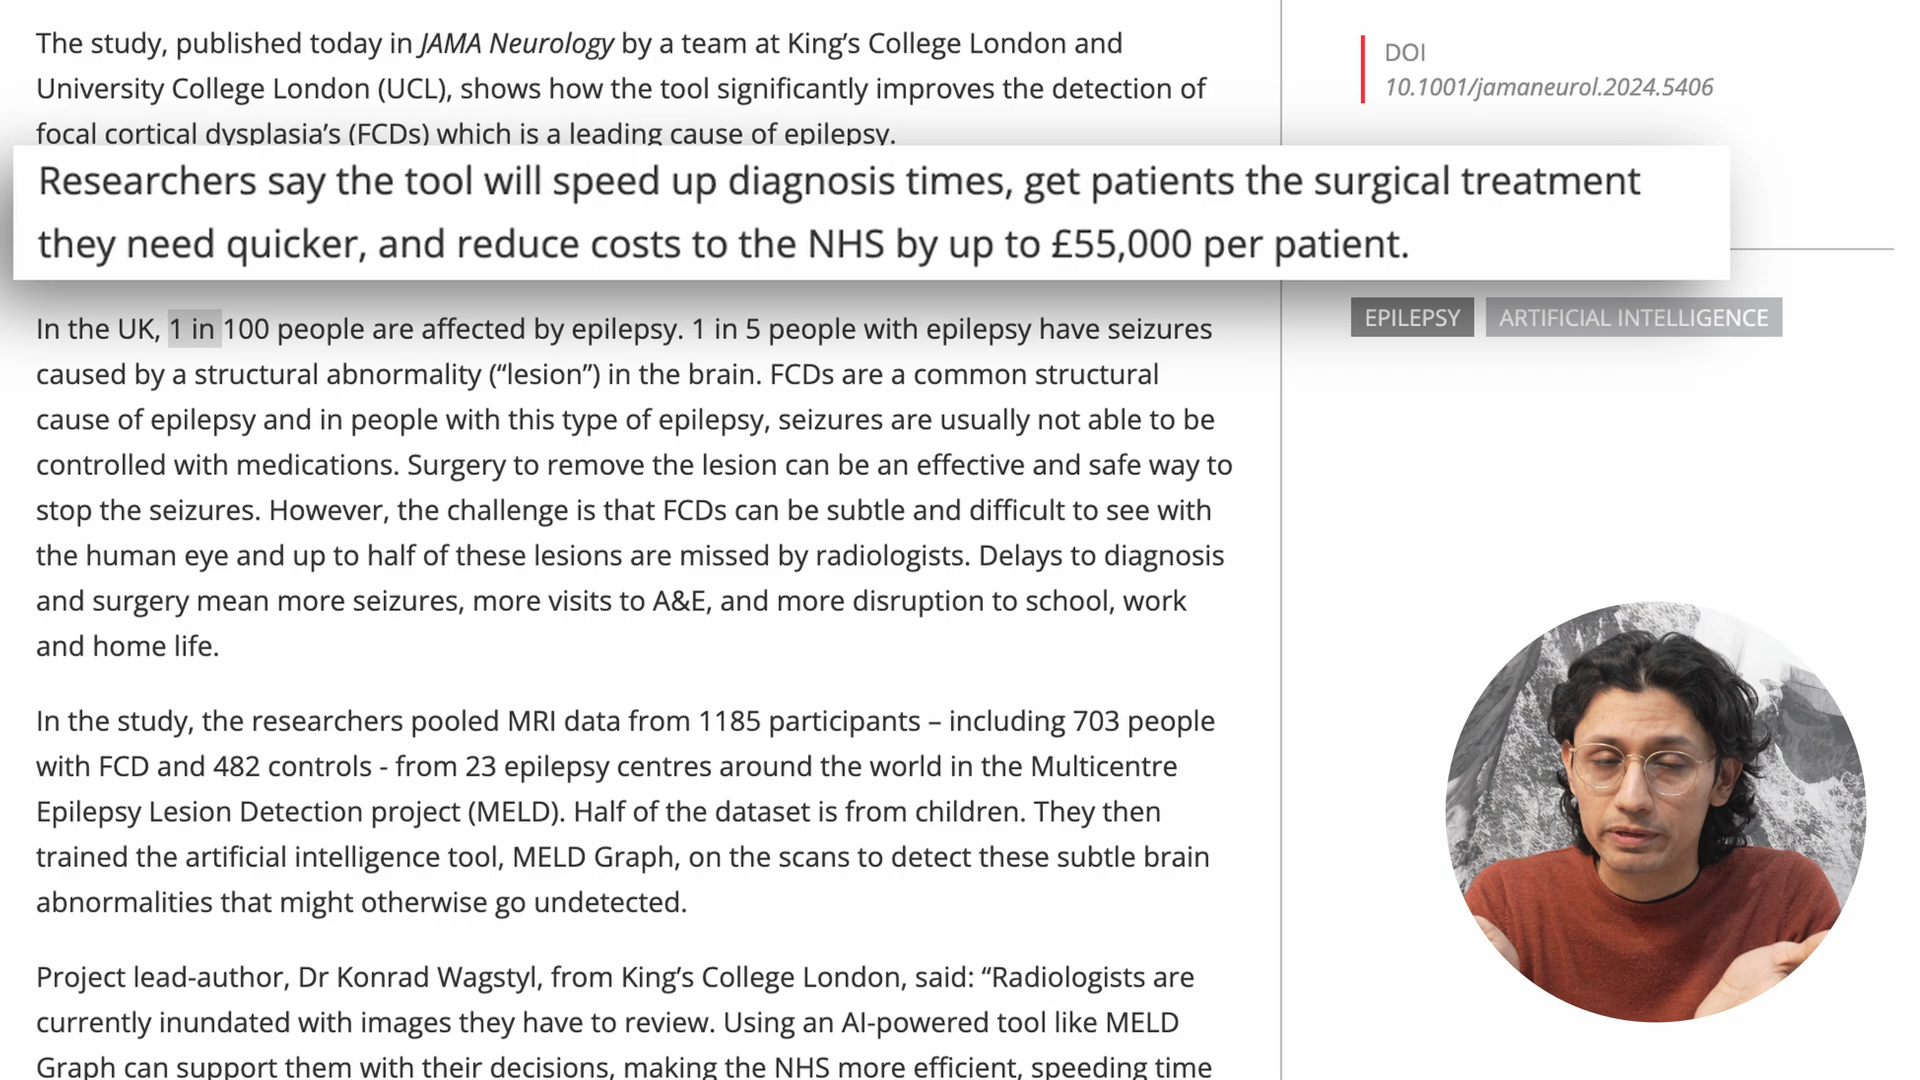 The study, published today in JAMA Neurology by a team at King’s College London and
University College London (UCL), shows how the tool significantly improves the detection of
focal cortical dysplasia’s (FCDs) which is a leading cause of epilepsy.
Researchers say the tool will speed up diagnosis times, get patients the surgical treatment
they need quicker, and reduce costs to the NHS by up to £55,000 per patient.
In the UK, 1 in 100 people are affected by epilepsy. 1 in 5 people with epilepsy have seizures
caused by a structural abnormality (“lesion”) in the brain. FCDs are a common structural
cause of epilepsy and in people with this type of epilepsy, seizures are usually not able to be
controlled with medications. Surgery to remove the lesion can be an effective and safe way to
stop the seizures. However, the challenge is that FCDs can be subtle and difficult to see with
the human eye and up to half of these lesions are missed by radiologists. Delays to diagnosis
and surgery mean more seizures, more visits to A&E, and more disruption to school, work
and home life.
In the study, the researchers pooled MRI data from 1185 participants – including 703 people
with FCD and 482 controls - from 23 epilepsy centres around the world in the Multicentre
Epilepsy Lesion Detection project (MELD). Half of the dataset is from children. They then
trained the artificial intelligence tool, MELD Graph, on the scans to detect these subtle brain
abnormalities that might otherwise go undetected.
Project lead-author, Dr Konrad Wagstyl, from King’s College London, said: “Radiologists are
currently inundated with images they have to review. Using an AI-powered tool like MELD
Graph can support them with their decisions, making the NHS more efficient, speeding time
DOI
10.1001/jamaneurol.2024.5406
EPILEPSY
ARTIFICIAL INTELLIGENCE